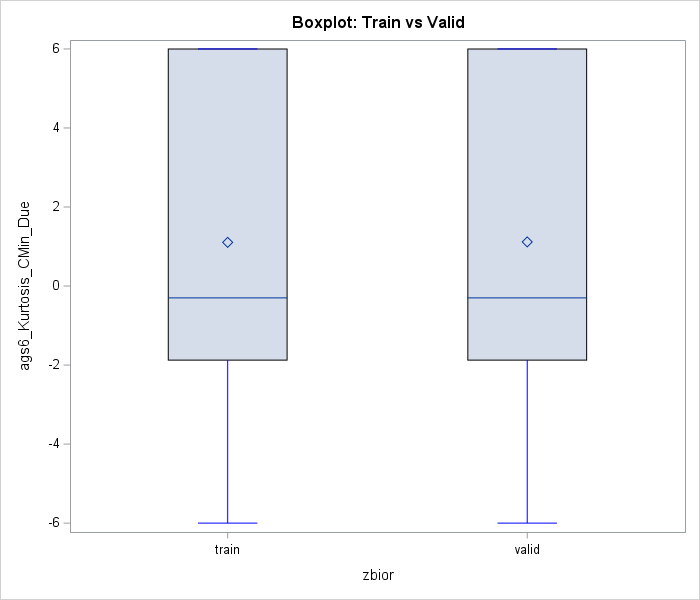 Boxplot: Train vs Valid
6
4
2
0
-2
-4
-6
ags6_Kurtosis_CMin_Due
train
valid
zbior